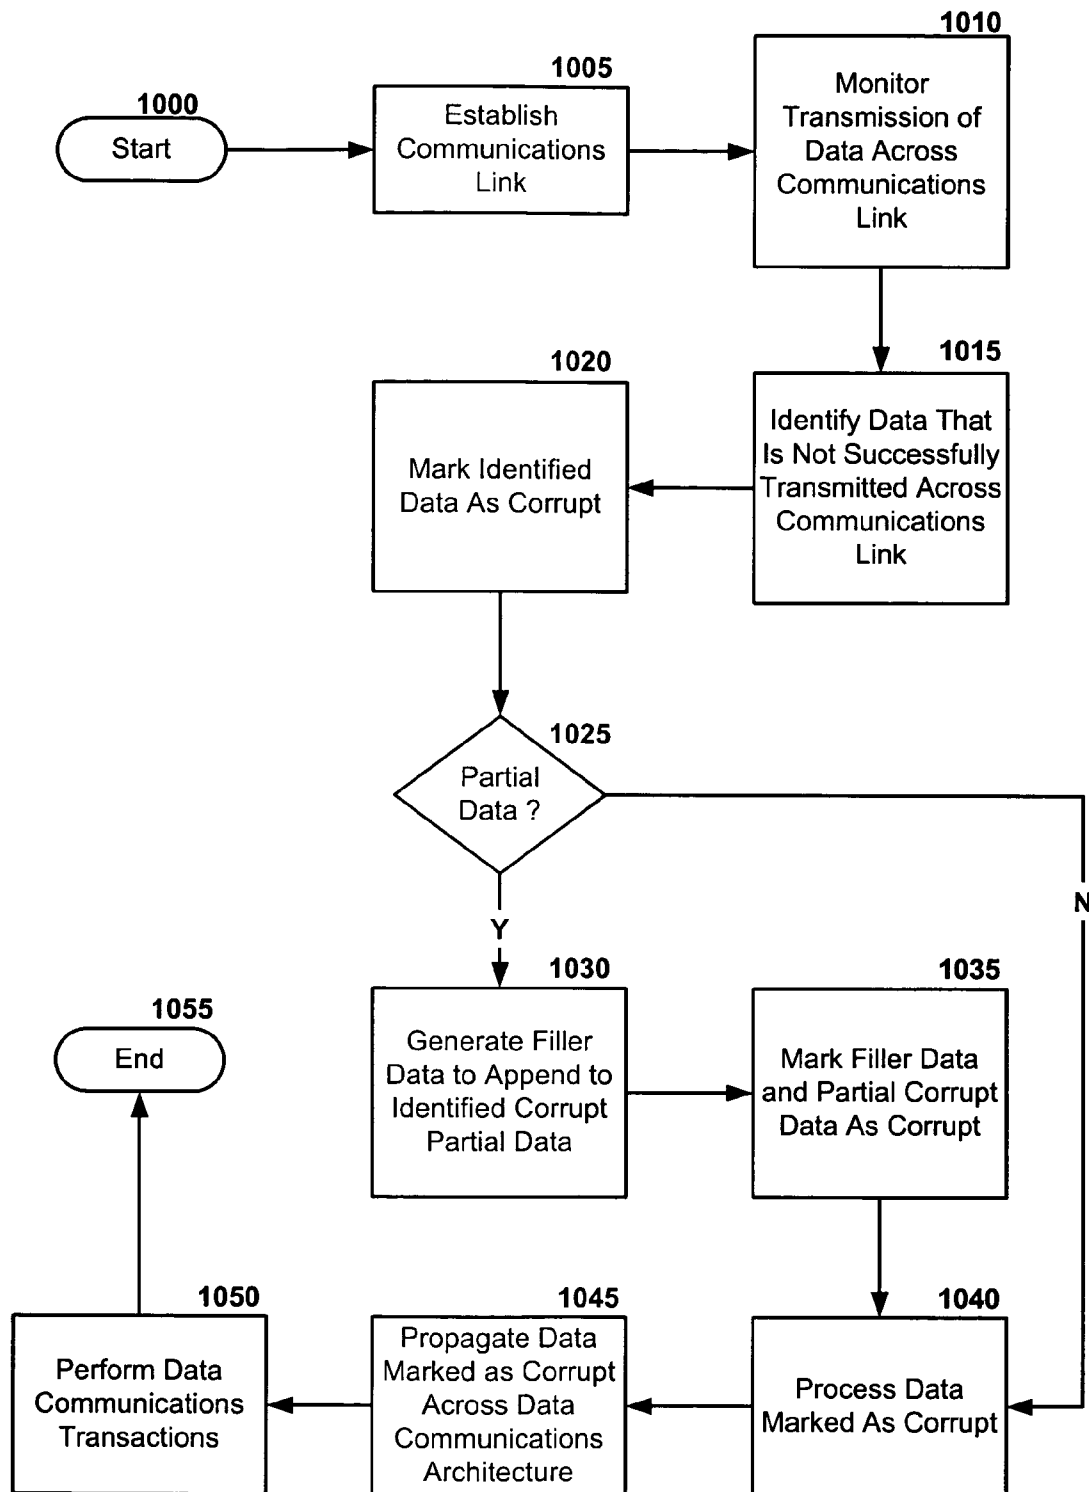 1000
Start
1005
Establish
Communications
Link
1010
Monitor
Transmission of
Data Across
Communications
Link
1015
Identify Data That
Is Not Successfully
Transmitted Across
Communications
Link
1020
Mark Identified
Data As Corrupt
1025
Partial
Data ?
N
Y
1030
Generate Filler
Data to Append to
Identified Corrupt
Partial Data
1035
Mark Filler Data
and Partial Corrupt
Data As Corrupt
1040
Process Data
Marked As Corrupt
1045
Propagate Data
Marked as Corrupt
Across Data
Communications
Architecture
1050
Perform Data
Communications
Transactions
1055
End